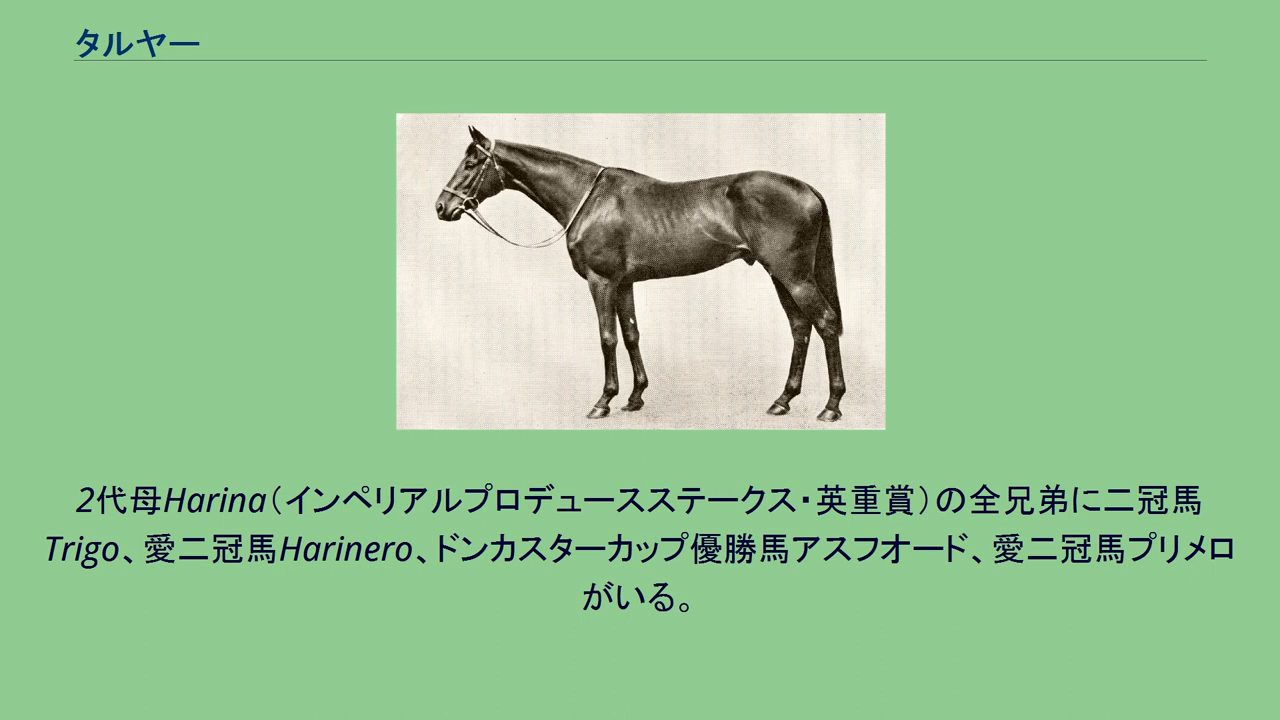 タルヤー
2代母Harina（インペリアルプロデュースステークス・英重賞）の全兄弟に二冠馬
Trigo、愛二冠馬Harinero、ドンカスターカップ優勝馬アスフオード、愛二冠馬プリメロ
がいる。